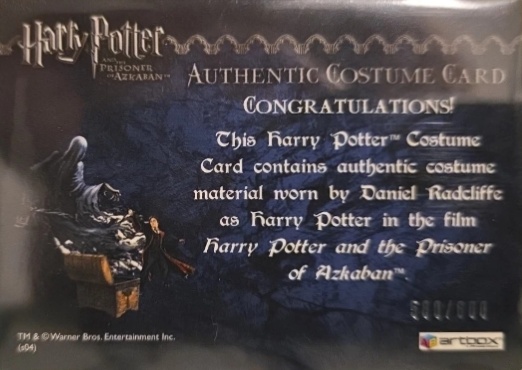 Harry Potter
AND THE
PRISONER
OF AZKABAN™
AUTHENTIC COSTUME CARD
CONGRATULATIONS!
This Harry Potter™ Costume
Card contains authentic costume
material worn by Daniel Radcliffe
as Harry Potter in the film
Harry Potter and the Prisoner
of Azkaban™.
TM & © Warner Bros. Entertainment Inc.
(s04)
artbox